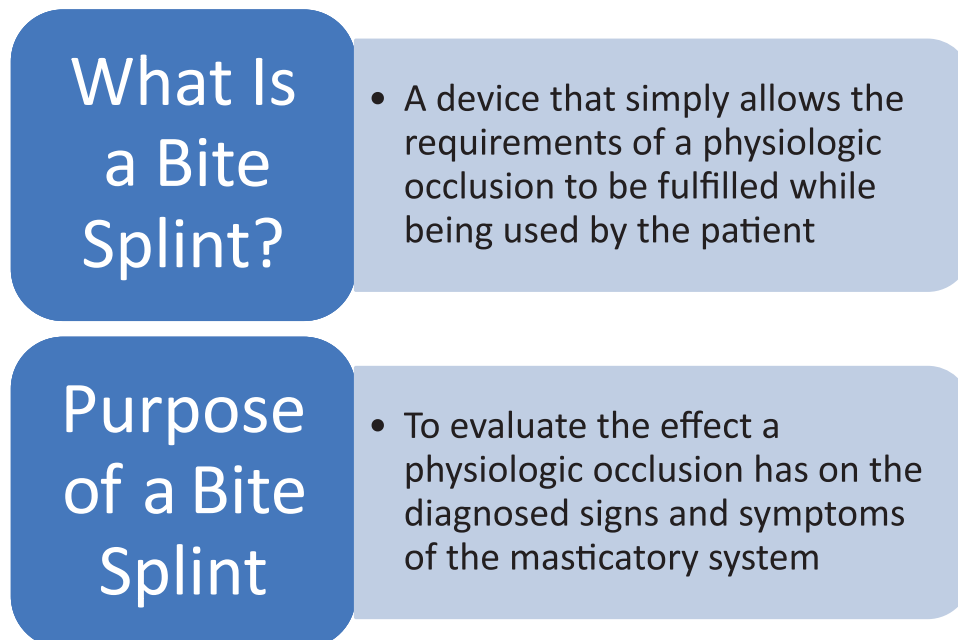 What Is
a Bite
Splint?
• A device that simply allows the
requirements of a physiologic
occlusion to be fulfilled while
being used by the patient
Purpose
of a Bite
Splint
• To evaluate the effect a
physiologic occlusion has on the
diagnosed signs and symptoms
of the masticatory system